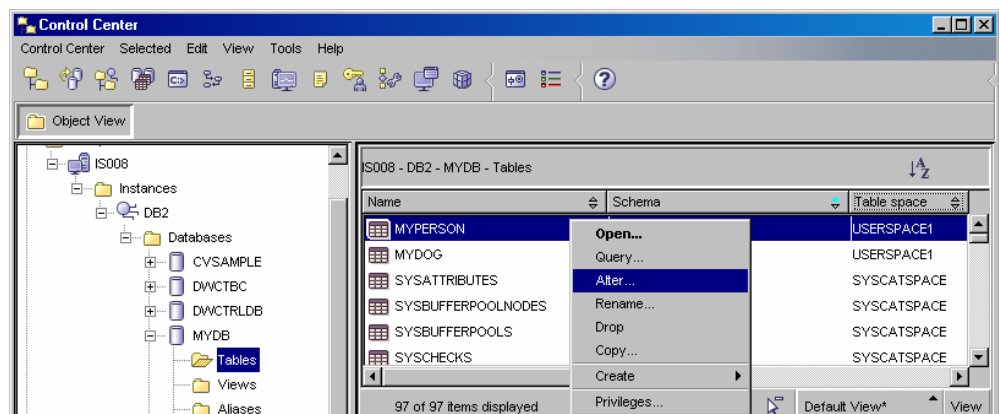 Control Center
Control Center Selected Edit View Tools Help
Object View
IS008
Instances
DB2
Databases
CVSAMPLE
DWCTBC
DWCTRLDB
MYDB
Tables
Views
Aliases
IS008 - DB2 - MYDB - Tables
Name Schema Table space
MYPERSON USERSPACE1
MYDOG USERSPACE1
SYSATTRIBUTES SYSCATSPACE
SYSBUFFERPOOLNODES SYSCATSPACE
SYSBUFFERPOOLS SYSCATSPACE
SYSCHECKS SYSCATSPACE
Open...
Query...
Alter...
Rename...
Drop
Copy...
Create
Privileges...
97 of 97 items displayed
Default View* View